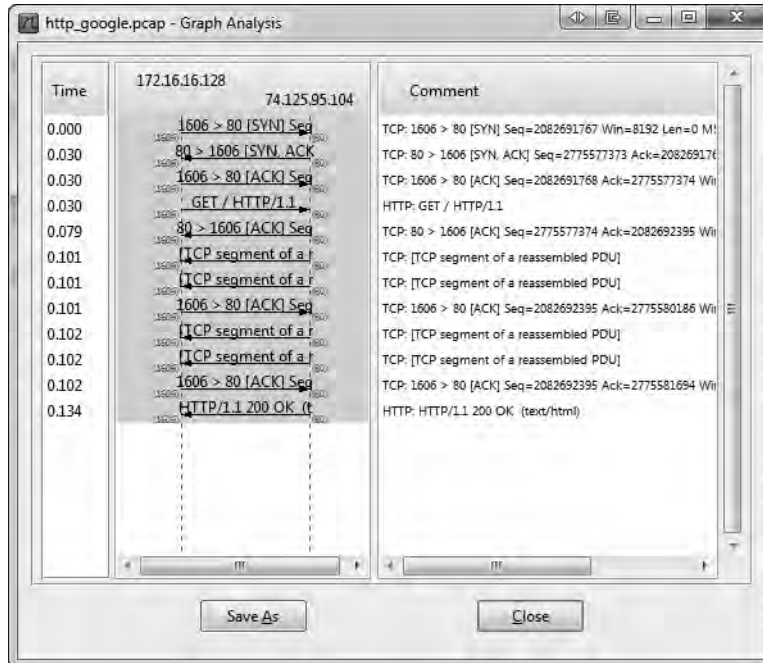 http_google.pcap - Graph Analysis
Time
172.16.16.128
74.125.95.104
Comment
0.000
1606 > 80 [SYN] Seq
TCP: 1606 > 80 [SYN] Seq=2082691767 Win=8192 Len=0 M
0.030
80 > 1606 [SYN, ACK
TCP: 80 > 1606 [SYN, ACK] Seq=2775577373 Ack=20826917
0.030
1606 > 80 [ACK] Seq
TCP: 1606 > 80 [ACK] Seq=2082691768 Ack=2775577374 Wir
0.030
GET / HTTP/1.1
HTTP: GET / HTTP/1.1
0.079
80 > 1606 [ACK] Seq
TCP: 80 > 1606 [ACK] Seq=2775577374 Ack=2082692395 Wir
0.101
[TCP segment of a r
TCP: [TCP segment of a reassembled PDU]
0.101
[TCP segment of a r
TCP: [TCP segment of a reassembled PDU]
0.101
1606 > 80 [ACK] Seq
TCP: 1606 > 80 [ACK] Seq=2082692395 Ack=2775580186 Wir
0.102
[TCP segment of a r
TCP: [TCP segment of a reassembled PDU]
0.102
[TCP segment of a r
TCP: [TCP segment of a reassembled PDU]
0.102
1606 > 80 [ACK] Seq
TCP: 1606 > 80 [ACK] Seq=2082692395 Ack=2775581694 Wir
0.134
HTTP/1.1 200 OK (t
HTTP: HTTP/1.1 200 OK (text/html)
Save As
Close